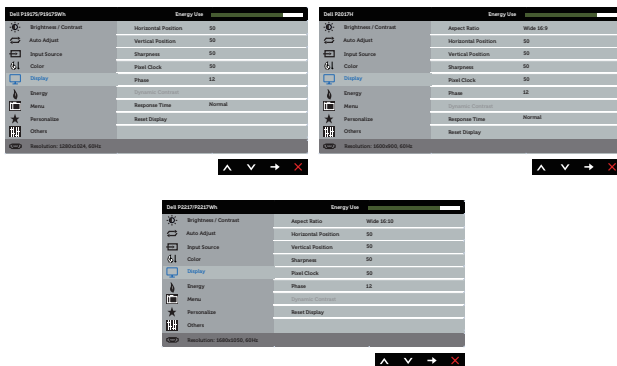 Dell P1917S/P1917SWh Energy Use
Brightness / Contrast Horizontal Position 50
Auto Adjust Vertical Position 50
Input Source Sharpness 50
Color Pixel Clock 50
Display Phase 12
Energy Dynamic Contrast
Menu Response Time Normal
Personalize Reset Display
Others
Resolution: 1280x1024, 60Hz
Dell P2017H Energy Use
Brightness / Contrast Aspect Ratio Wide 16:9
Auto Adjust Horizontal Position 50
Input Source Vertical Position 50
Color Sharpness 50
Display Pixel Clock 50
Energy Phase 12
Menu Dynamic Contrast
Personalize Response Time Normal
Others Reset Display
Resolution: 1600x900, 60Hz
Dell P2217/P2217Wh Energy Use
Brightness / Contrast Aspect Ratio Wide 16:10
Auto Adjust Horizontal Position 50
Input Source Vertical Position 50
Color Sharpness 50
Display Pixel Clock 50
Energy Phase 12
Menu Dynamic Contrast
Personalize Reset Display
Others
Resolution: 1680x1050, 60Hz